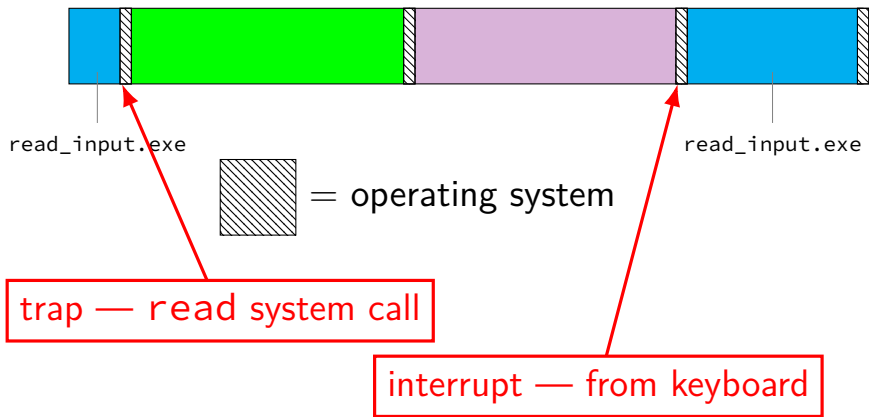 read_input.exe
read_input.exe
= operating system
trap — read system call
interrupt — from keyboard